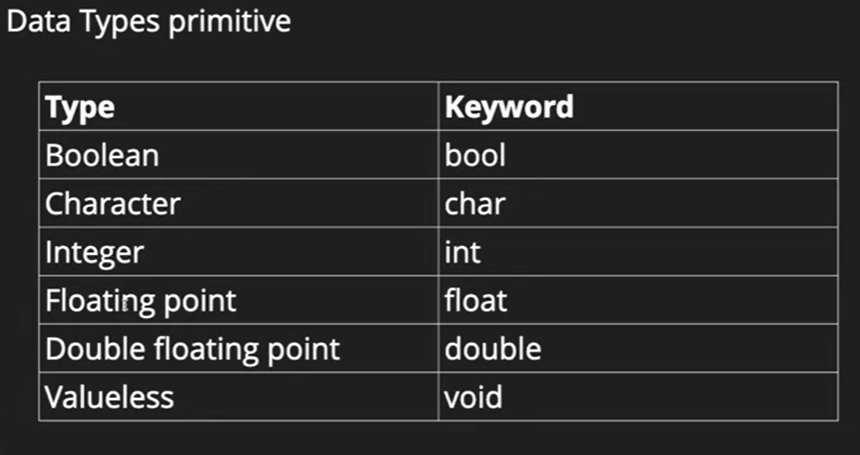 Data Types primitive
Type Keyword
Boolean bool
Character char
Integer int
Floating point float
Double floating point double
Valueless void